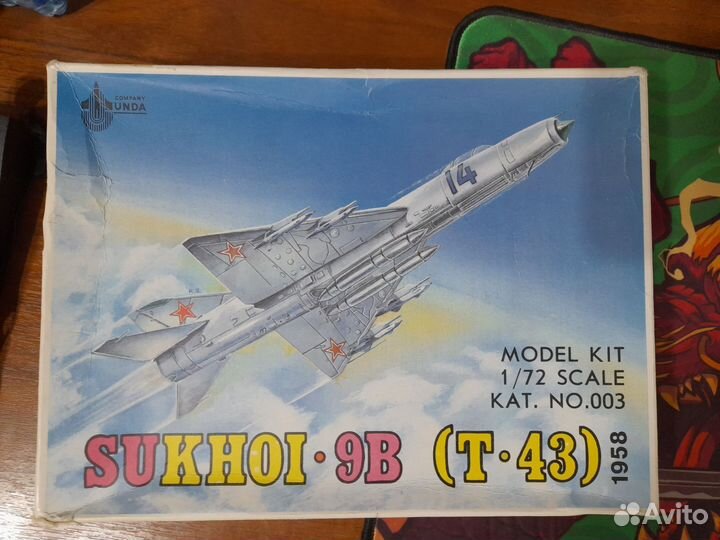 COMPANY
UNDA
14
MODEL KIT
1/72 SCALE
KAT. NO.003
SUKHOI·9B (T·43)
1958
Avito